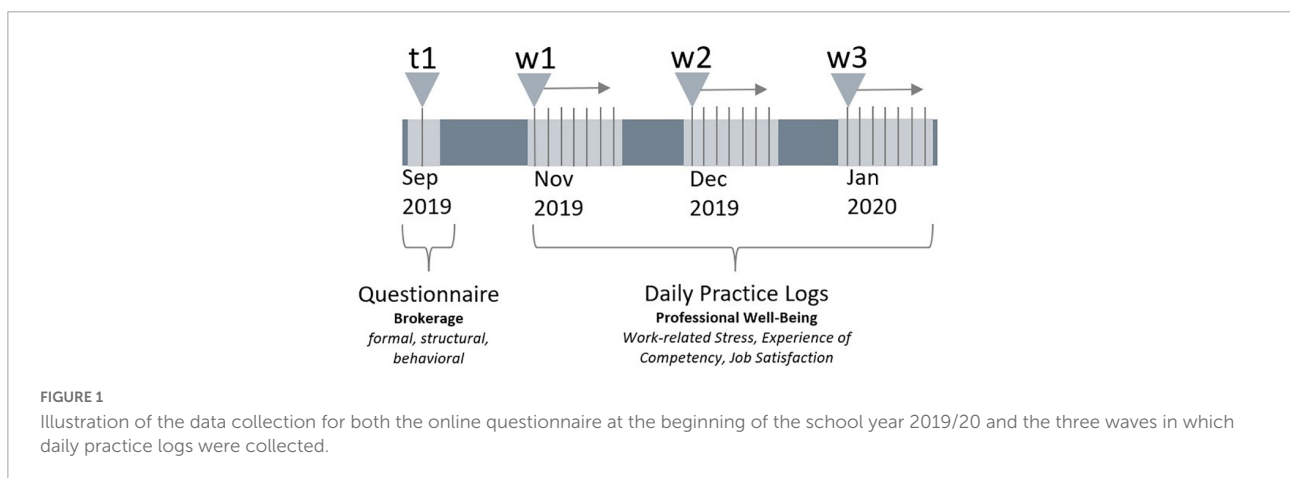 t1 w1 w2 w3
Sep Nov Dec Jan
2019 2019 2019 2020
Questionnaire
Brokerage
formal, structural,
behavioral
Daily Practice Logs
Professional Well-Being
Work-related Stress, Experience of
Competency, Job Satisfaction
FIGURE 1
Illustration of the data collection for both the online questionnaire at the beginning of the school year 2019/20 and the three waves in which
daily practice logs were collected.